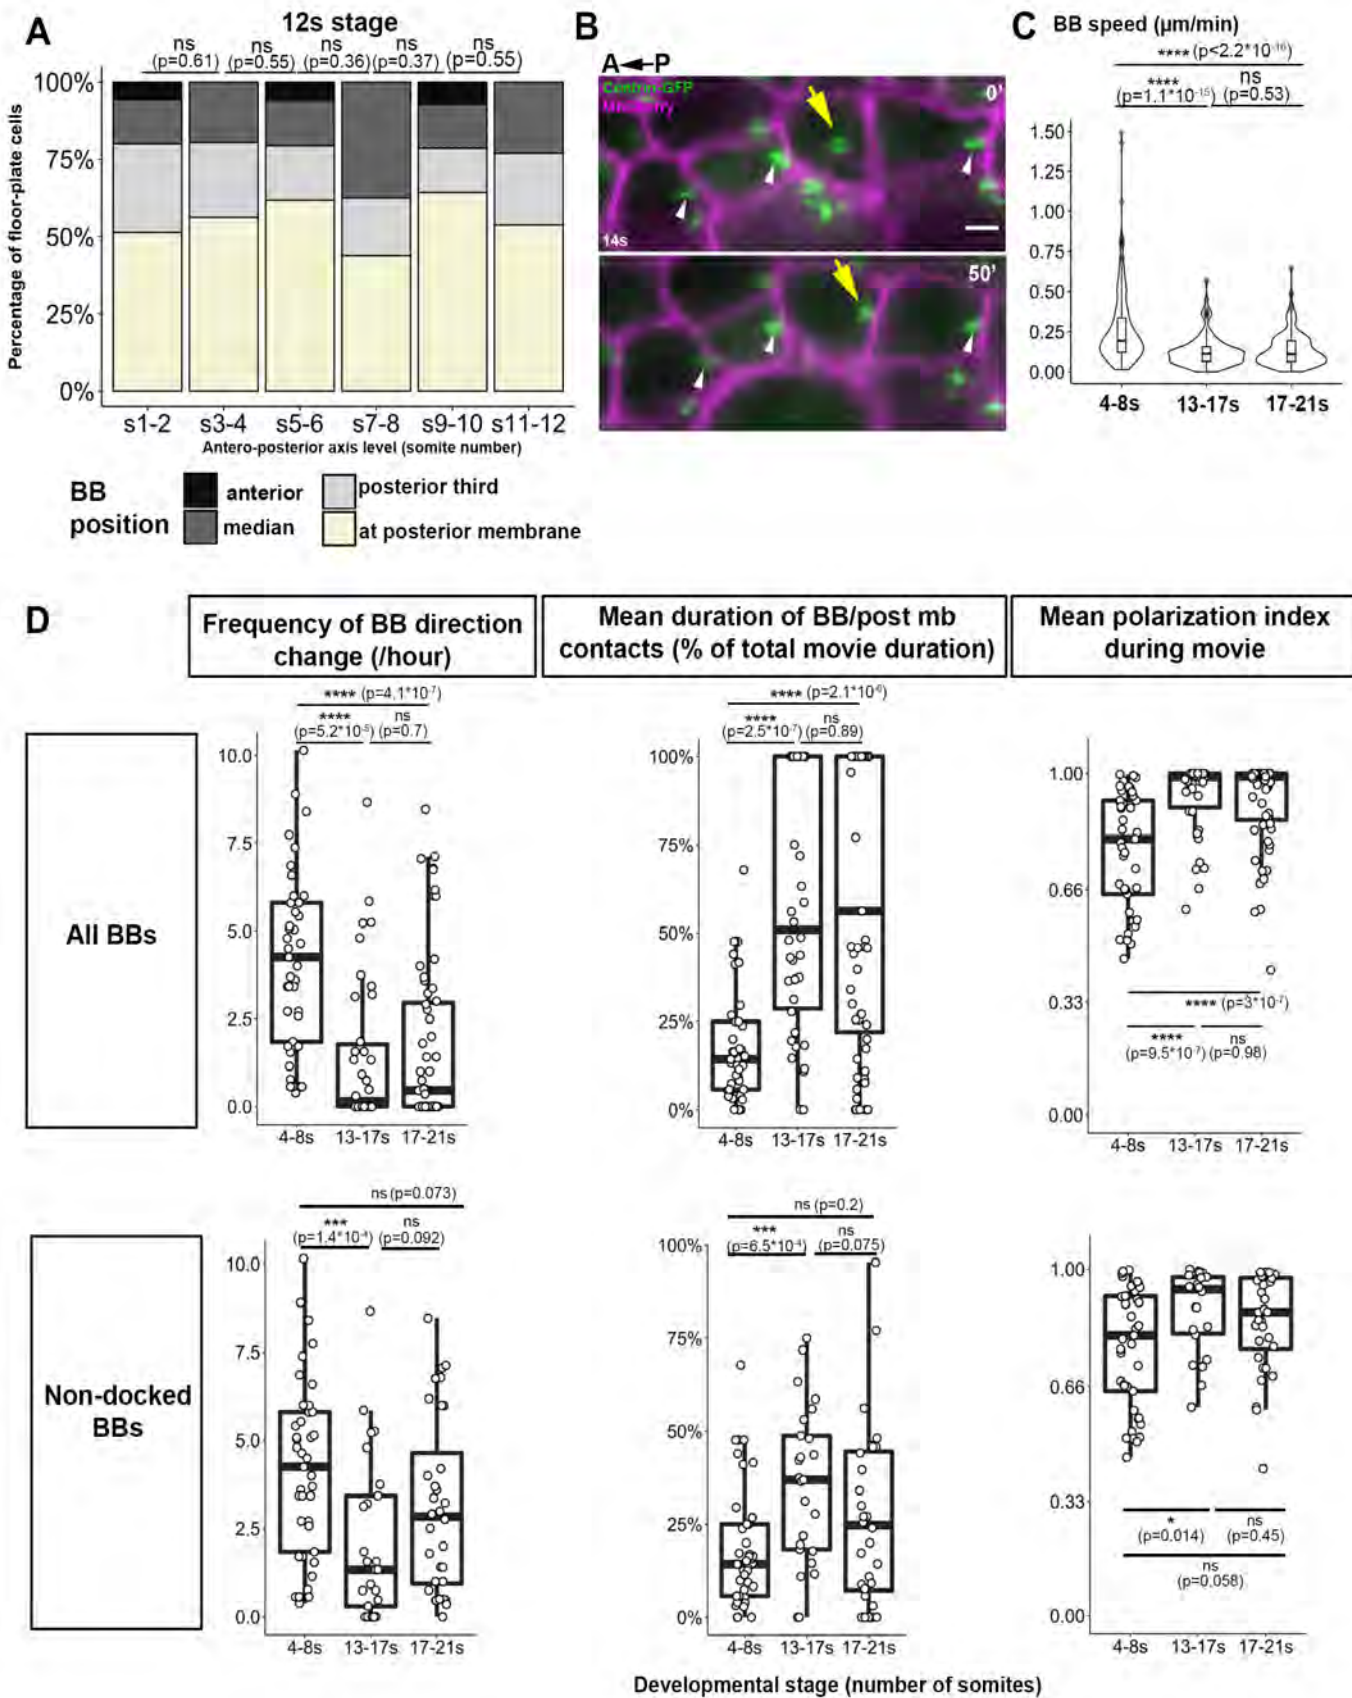 A
12s stage
ns ns ns ns ns
(p=0.61) (p=0.55) (p=0.36) (p=0.37) (p=0.55)
Percentage of floor-plate cells
100%
75%
50%
25%
0%
s1-2 s3-4 s5-6 s7-8 s9-10 s11-12
Antero-posterior axis level (somite number)
BB position
anterior
median
posterior third
at posterior membrane
B
A P
0'
14s
50'
C
BB speed (µm/min)
**** (p<2.2*10⁻¹⁶)
**** ns
(p=1.1*10⁻¹⁵) (p=0.53)
1.50
1.25
1.00
0.75
0.50
0.25
0.00
4-8s 13-17s 17-21s
D
Frequency of BB direction
change (/hour)
Mean duration of BB/post mb
contacts (% of total movie duration)
Mean polarization index
during movie
All BBs
**** (p=4.1*10⁻⁷)
**** ns
(p=5.2*10⁻⁵) (p=0.7)
10.0
7.5
5.0
2.5
0.0
4-8s 13-17s 17-21s
**** (p=2.1*10⁻⁶)
**** ns
(p=2.5*10⁻⁷) (p=0.89)
100%
75%
50%
25%
0%
4-8s 13-17s 17-21s
1.00
0.66
0.33
0.00
**** (p=3*10⁻⁷)
**** ns
(p=9.5*10⁻⁷) (p=0.98)
4-8s 13-17s 17-21s
Non-docked
BBs
ns (p=0.073)
*** ns
(p=1.4*10⁻⁴) (p=0.092)
10.0
7.5
5.0
2.5
0.0
4-8s 13-17s 17-21s
ns (p=0.2)
*** ns
(p=6.5*10⁻⁴) (p=0.075)
100%
75%
50%
25%
0%
4-8s 13-17s 17-21s
1.00
0.66
0.33
0.00
* ns
(p=0.014) (p=0.45)
ns
(p=0.058)
4-8s 13-17s 17-21s
Developmental stage (number of somites)